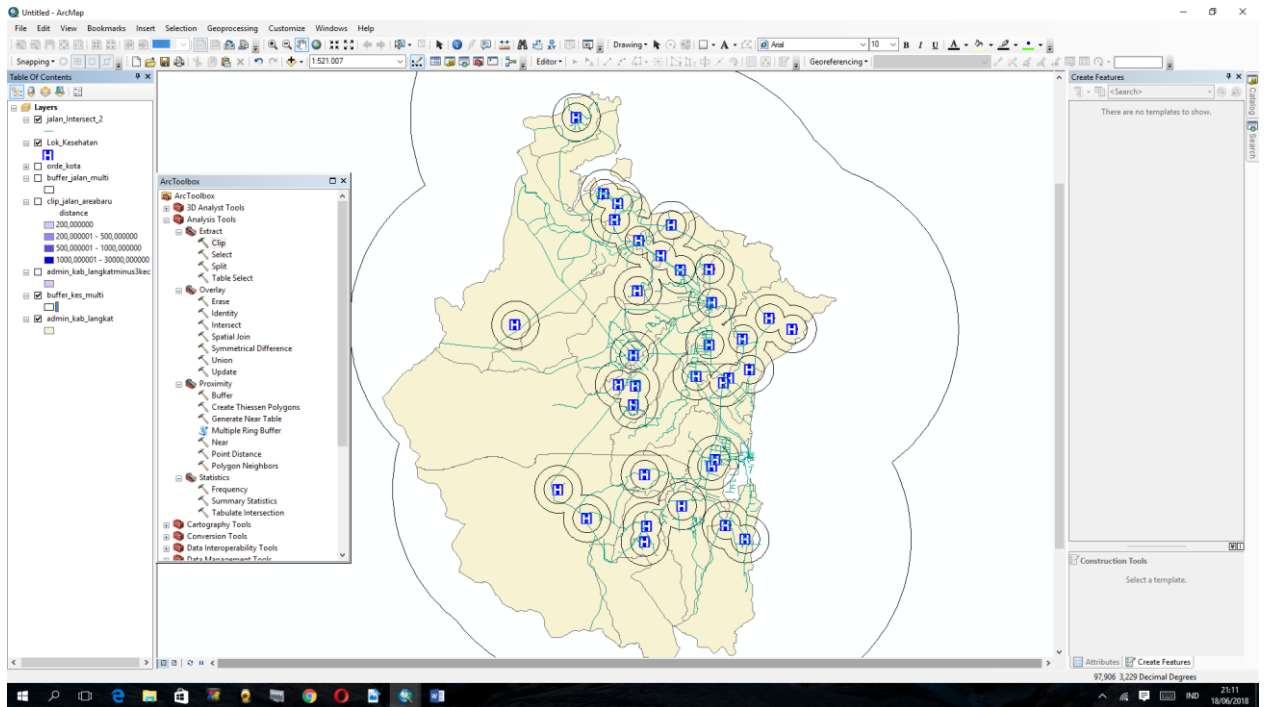 Untitled - ArcMap
File Edit View Bookmarks Insert Selection Geoprocessing Customize Windows Help
Drawing Arial 10 B I U A
Snapping 1:521.007 Editor Georeferencing
Table Of Contents
Layers
jalan_Intersect_2
Lok_Kesehatan
H
orde_kota
buffer_jalan_multi
clip_jalan_areabaru
distance
200,000000
200,000001 - 500,000000
500,000001 - 1000,000000
1000,000001 - 30000,000000
admin_kab_langkatminus3kec
buffer_kes_multi
admin_kab_langkat
ArcToolbox
ArcToolbox
3D Analyst Tools
Analysis Tools
Extract
Clip
Select
Split
Table Select
Overlay
Erase
Identity
Intersect
Spatial Join
Symmetrical Difference
Union
Update
Proximity
Buffer
Create Thiessen Polygons
Generate Near Table
Multiple Ring Buffer
Near
Point Distance
Polygon Neighbors
Statistics
Frequency
Summary Statistics
Tabulate Intersection
Cartography Tools
Conversion Tools
Data Interoperability Tools
Data Management Tools
Create Features
<Search>
There are no templates to show.
Catalog
Search
Construction Tools
Select a template.
Attributes Create Features
97,906 3,229 Decimal Degrees
IND
21:11
18/06/2018